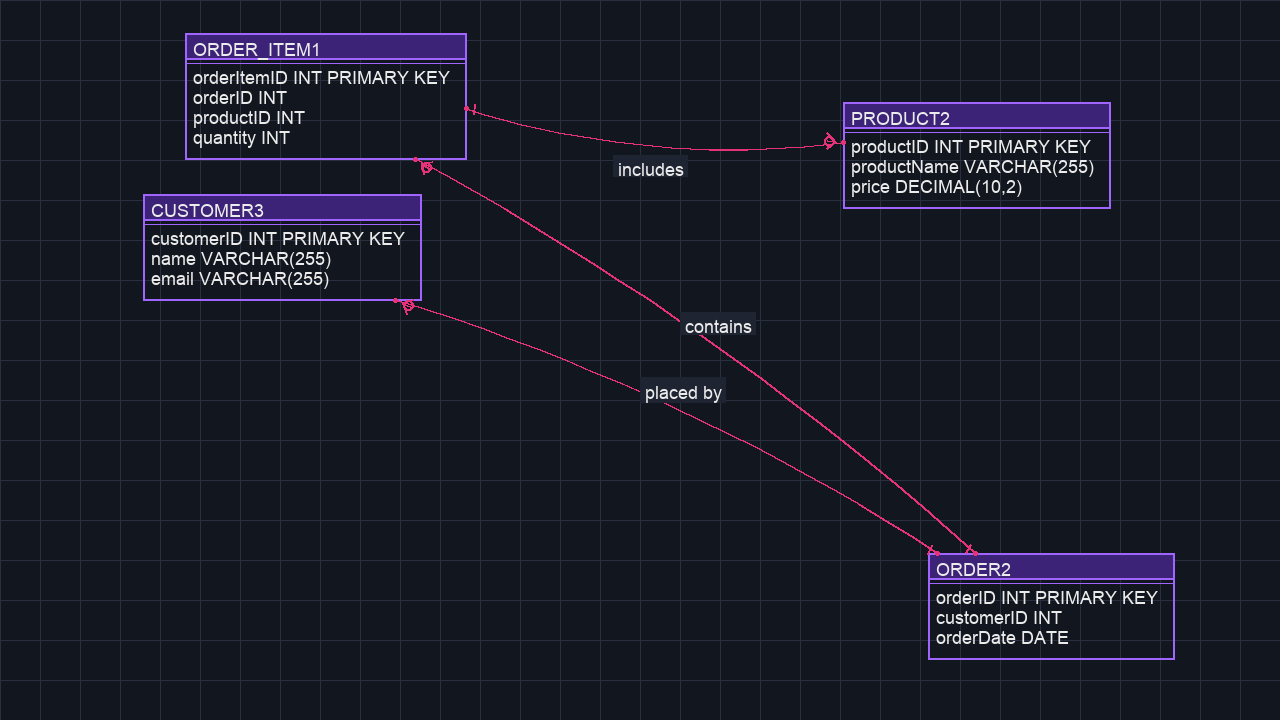 ORDER_ITEM1
orderItemID INT PRIMARY KEY
orderID INT
productID INT
quantity INT
PRODUCT2
productID INT PRIMARY KEY
productName VARCHAR(255)
price DECIMAL(10,2)
includes
CUSTOMER3
customerID INT PRIMARY KEY
name VARCHAR(255)
email VARCHAR(255)
contains
placed by
ORDER2
orderID INT PRIMARY KEY
customerID INT
orderDate DATE